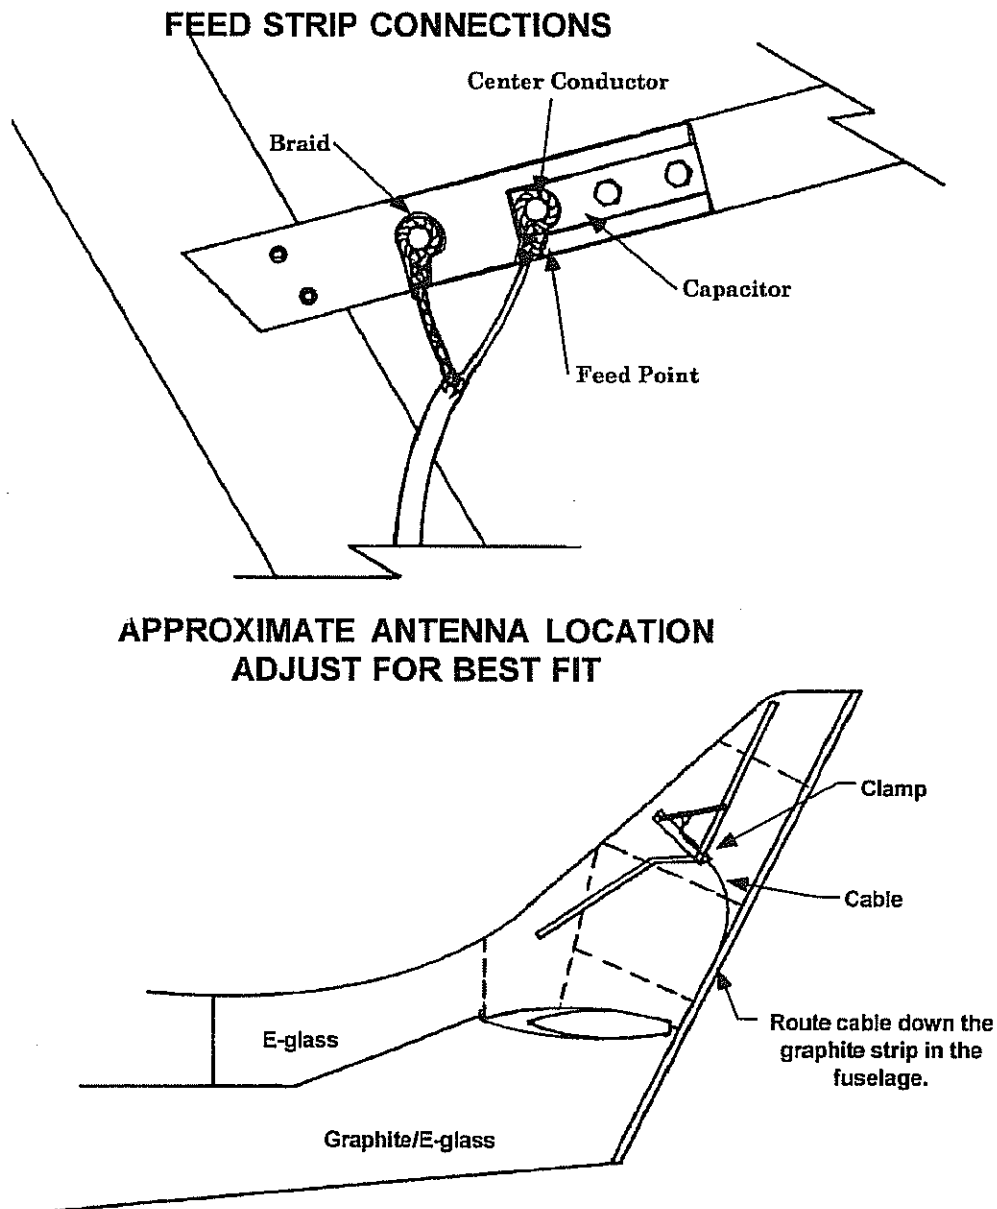 FEED STRIP CONNECTIONS
Center Conductor
Braid
Capacitor
Feed Point
APPROXIMATE ANTENNA LOCATION
ADJUST FOR BEST FIT
Clamp
Cable
E-glass
Route cable down the
graphite strip in the
fuselage.
Graphite/E-glass